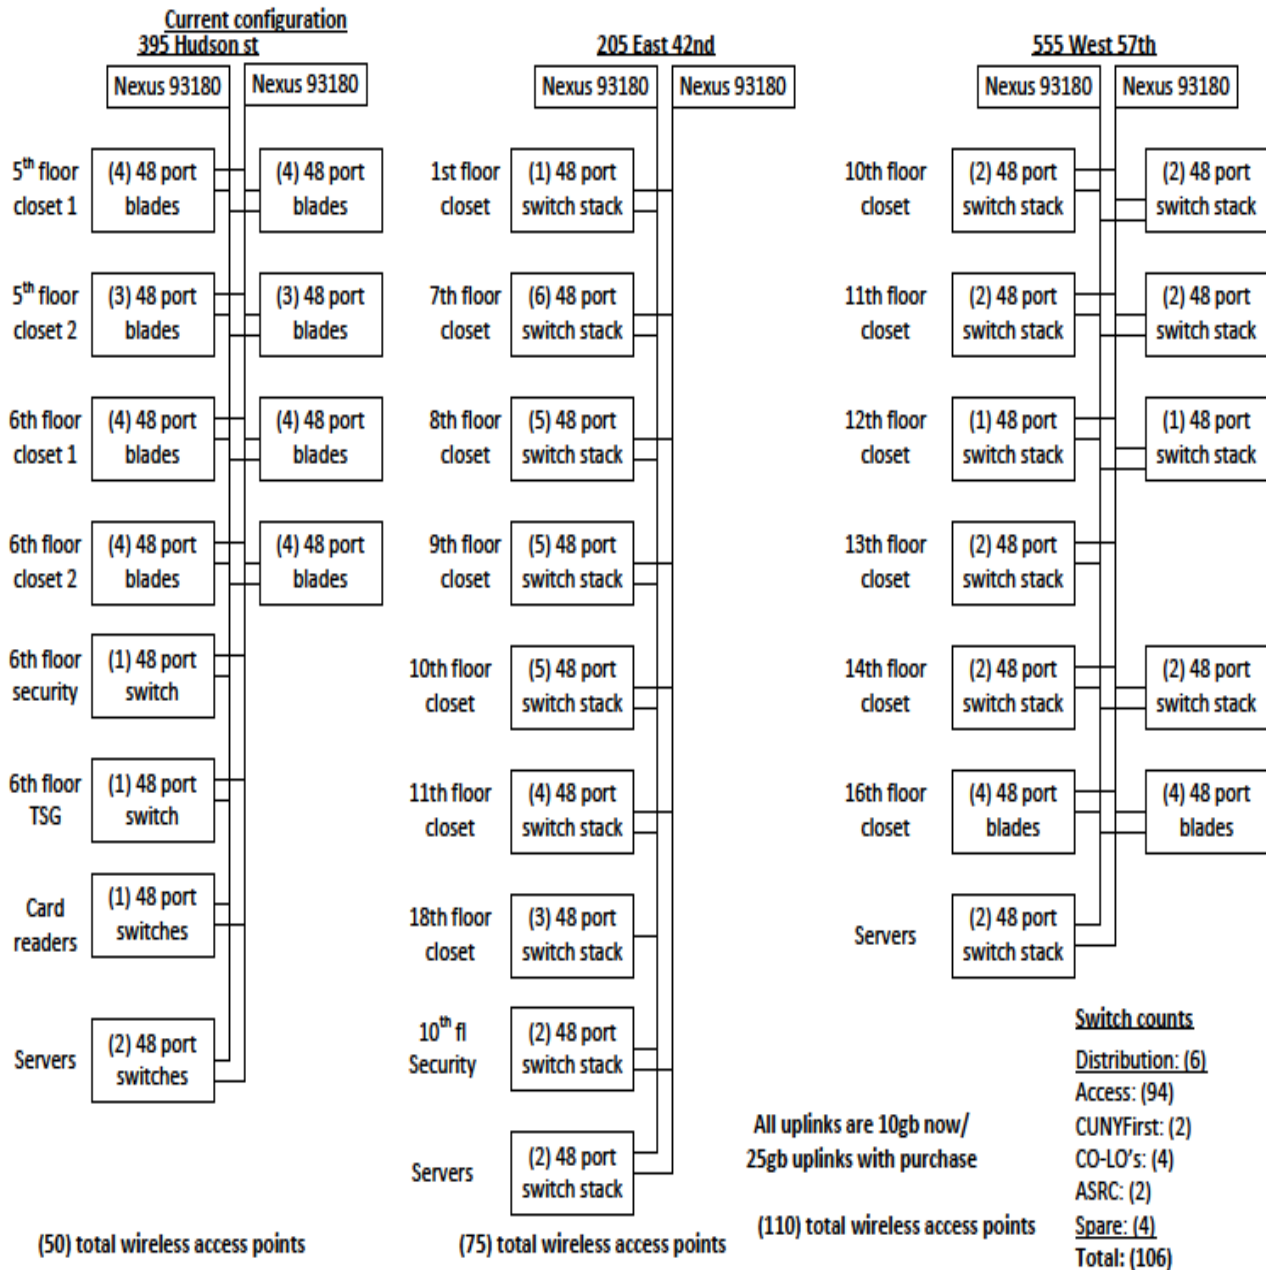 Current configuration
395 Hudson st
Nexus 93180
Nexus 93180
5th floor
closet 1
(4) 48 port
blades
(4) 48 port
blades
5th floor
closet 2
(3) 48 port
blades
(3) 48 port
blades
6th floor
closet 1
(4) 48 port
blades
(4) 48 port
blades
6th floor
closet 2
(4) 48 port
blades
(4) 48 port
blades
6th floor
security
(1) 48 port
switch
6th floor
TSG
(1) 48 port
switch
Card
readers
(1) 48 port
switches
Servers
(2) 48 port
switches
(50) total wireless access points
205 East 42nd
Nexus 93180
Nexus 93180
1st floor
closet
(1) 48 port
switch stack
7th floor
closet
(6) 48 port
switch stack
8th floor
closet
(5) 48 port
switch stack
9th floor
closet
(5) 48 port
switch stack
10th floor
closet
(5) 48 port
switch stack
11th floor
closet
(4) 48 port
switch stack
18th floor
closet
(3) 48 port
switch stack
10th fl
Security
(2) 48 port
switch stack
Servers
(2) 48 port
switch stack
(75) total wireless access points
555 West 57th
Nexus 93180
Nexus 93180
10th floor
closet
(2) 48 port
switch stack
(2) 48 port
switch stack
11th floor
closet
(2) 48 port
switch stack
(2) 48 port
switch stack
12th floor
closet
(1) 48 port
switch stack
(1) 48 port
switch stack
13th floor
closet
(2) 48 port
switch stack
14th floor
closet
(2) 48 port
switch stack
(2) 48 port
switch stack
16th floor
closet
(4) 48 port
blades
(4) 48 port
blades
Servers
(2) 48 port
switch stack
All uplinks are 10gb now/
25gb uplinks with purchase
(110) total wireless access points
Switch counts
Distribution: (6)
Access: (94)
CUNYFirst: (2)
CO-LO's: (4)
ASRC: (2)
Spare: (4)
Total: (106)